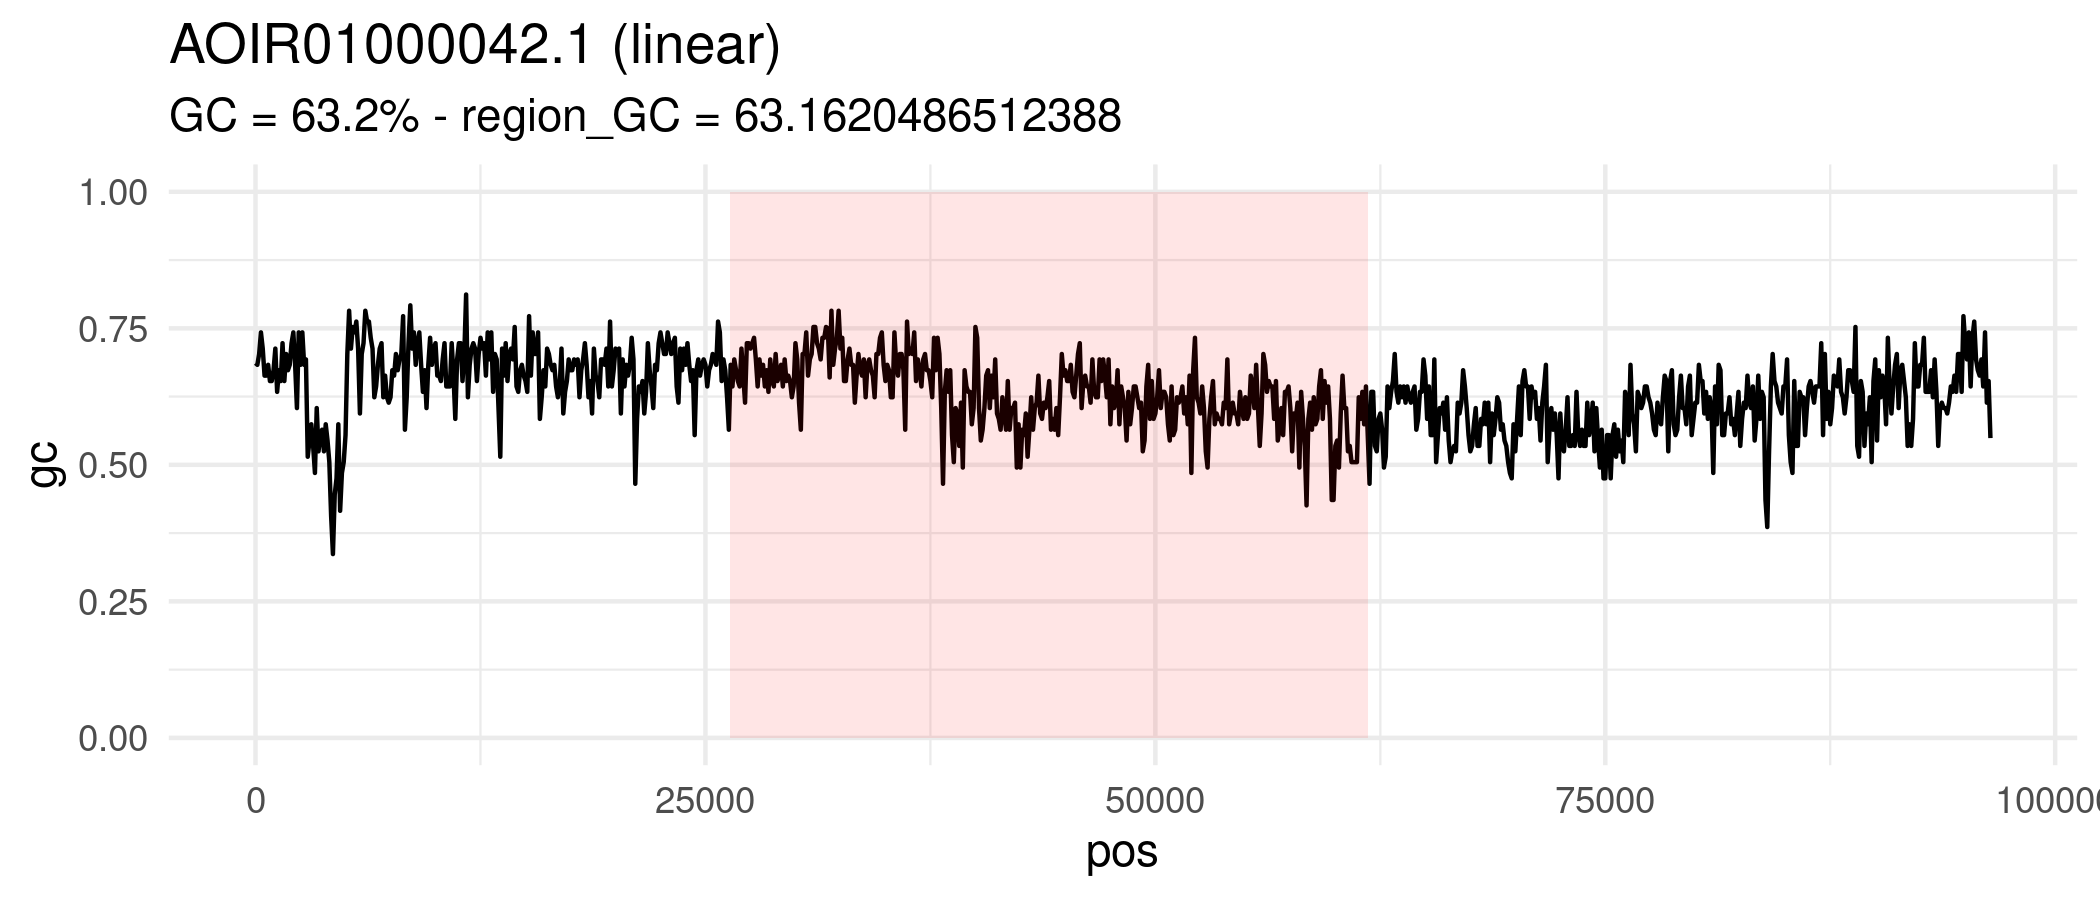 AOIR01000042.1 (linear)
GC = 63.2% - region_GC = 63.1620486512388
1.00
0.75
0.50
0.25
0.00
gc
0 25000 50000 75000 100000
pos